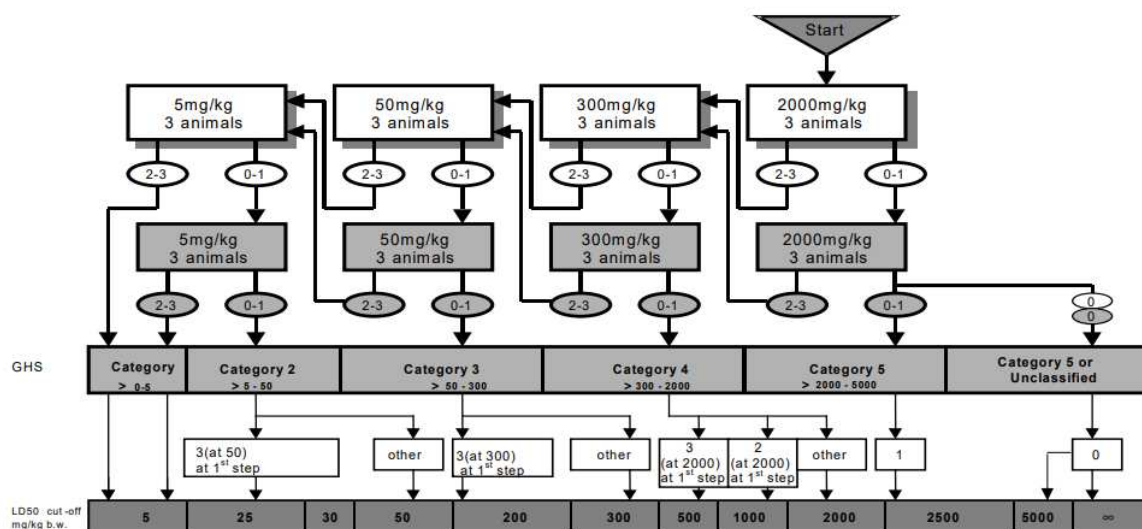 Start
5mg/kg
3 animals
50mg/kg
3 animals
300mg/kg
3 animals
2000mg/kg
3 animals
2-3
0-1
2-3
0-1
2-3
0-1
2-3
0-1
5mg/kg
3 animals
50mg/kg
3 animals
300mg/kg
3 animals
2000mg/kg
3 animals
2-3
0-1
2-3
0-1
2-3
0-1
2-3
0-1
0
0
GHS
Category
> 0-5
Category 2
> 5 - 50
Category 3
> 50 - 300
Category 4
> 300 - 2000
Category 5
> 2000 - 5000
Category 5 or
Unclassified
3(at 50)
at 1st step
other
3(at 300)
at 1st step
other
3
(at 2000)
at 1st step
2
(at 2000)
at 1st step
other
1
0
LD50 cut-off
mg/kg b.w.
5
25
30
50
200
300
500
1000
2000
2500
5000
∞